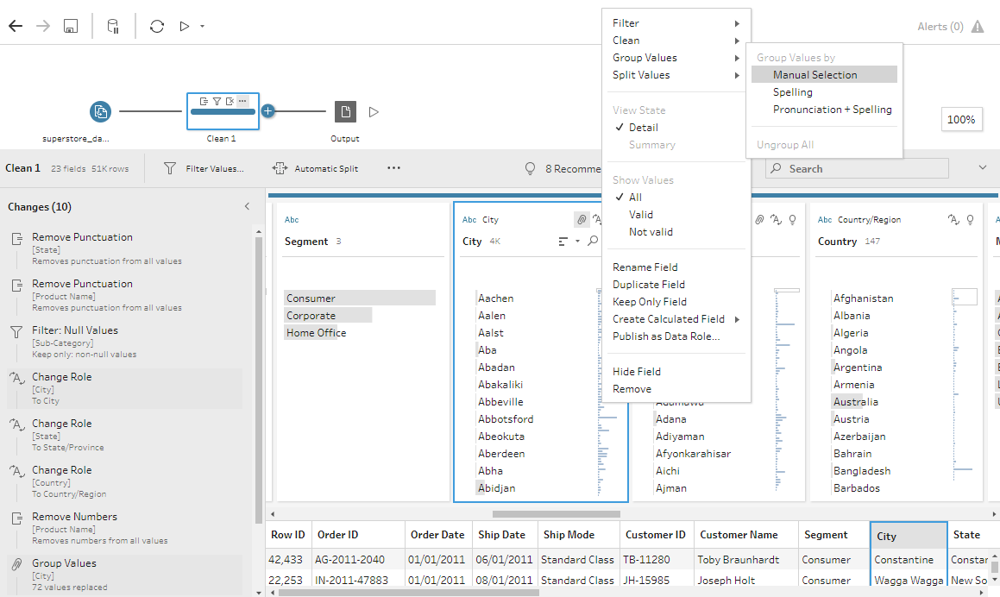 Alerts (0)
superstore_da...
Clean 1
Output
100%
Clean 1 23 fields 51K rows
Filter Values...
Automatic Split
8 Recomme
Search
Filter
Clean
Group Values
Split Values
View State
Detail
Summary
Show Values
All
Valid
Not valid
Rename Field
Duplicate Field
Keep Only Field
Create Calculated Field
Publish as Data Role...
Hide Field
Remove
Group Values by
Manual Selection
Spelling
Pronunciation + Spelling
Ungroup All
Changes (10)
Remove Punctuation
[State]
Removes punctuation from all values
Remove Punctuation
[Product Name]
Removes punctuation from all values
Filter: Null Values
[Sub-Category]
Keep only: non-null values
Change Role
[City]
To City
Change Role
[State]
To State/Province
Change Role
[Country]
To Country/Region
Remove Numbers
[Product Name]
Removes numbers from all values
Group Values
[City]
72 values replaced
Abc
Segment 3
Consumer
Corporate
Home Office
Abc City
City 4K
Aachen
Aalen
Aalst
Aba
Abadan
Abakaliki
Abbeville
Abbotsford
Abeokuta
Aberdeen
Abha
Abidjan
Adamawa
Adana
Adiyaman
Afyonkarahisar
Aichi
Ajman
Abc Country/Region
Country 147
Afghanistan
Albania
Algeria
Angola
Argentina
Armenia
Australia
Austria
Azerbaijan
Bahrain
Bangladesh
Barbados
Row ID Order ID Order Date Ship Date Ship Mode Customer ID Customer Name Segment City State
42,433 AG-2011-2040 01/01/2011 06/01/2011 Standard Class TB-11280 Toby Braunhardt Consumer Constantine Constar
22,253 IN-2011-47883 01/01/2011 08/01/2011 Standard Class JH-15985 Joseph Holt Consumer Wagga Wagga New So